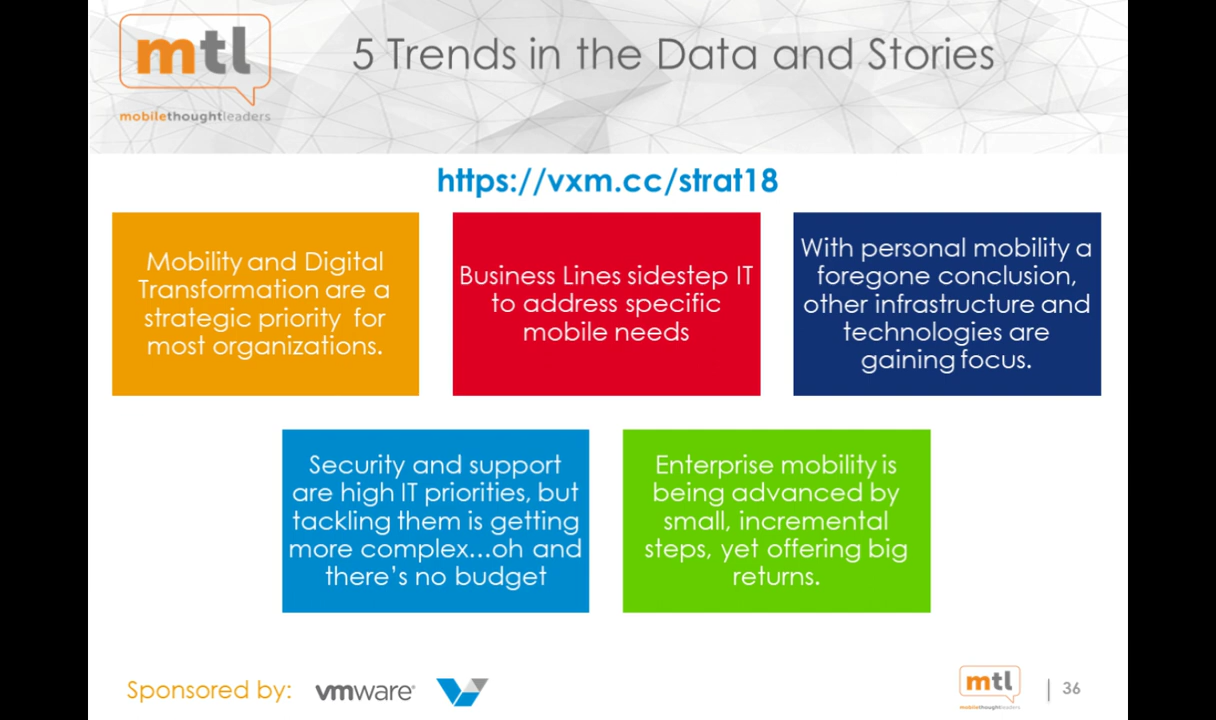 mtl
mobilethoughtleaders
5 Trends in the Data and Stories
https://vxm.cc/strat18
Mobility and Digital
Transformation are a
strategic priority for
most organizations.
Business Lines sidestep IT
to address specific
mobile needs
With personal mobility a
foregone conclusion,
other infrastructure and
technologies are
gaining focus.
Security and support
are high IT priorities, but
tackling them is getting
more complex...oh and
there's no budget
Enterprise mobility is
being advanced by
small, incremental
steps, yet offering big
returns.
Sponsored by: vmware®
mtl
mobilethoughtleaders
| 36